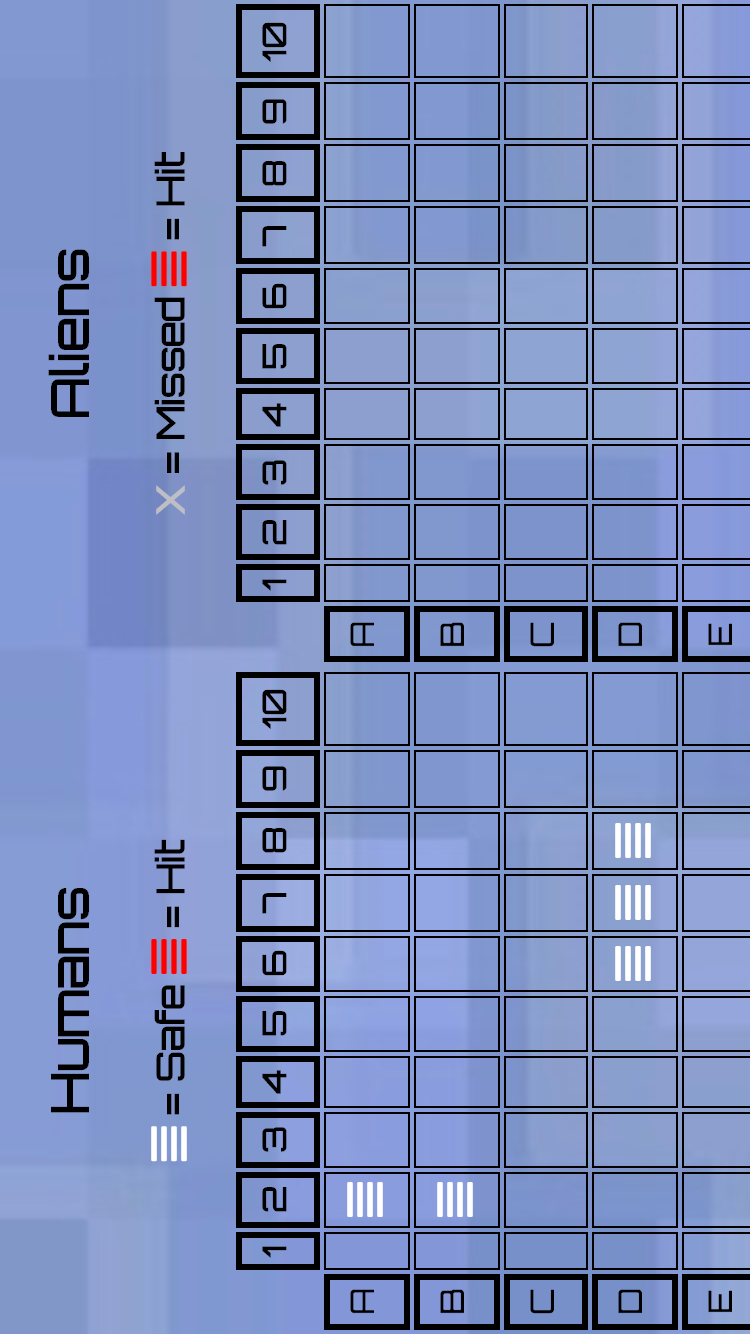 Humans
= Safe = Hit
1 2 3 4 5 6 7 8 9 10
A
B
C
D
E
Aliens
X = Missed = Hit
1 2 3 4 5 6 7 8 9 10
A
B
C
D
E